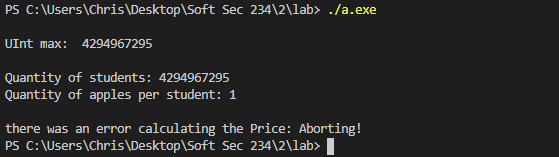 PS C:\Users\Chris\Desktop\Soft Sec 234\2\lab> ./a.exe
UInt max:  4294967295
Quantity of students: 4294967295
Quantity of apples per student: 1
there was an error calculating the Price: Aborting!
PS C:\Users\Chris\Desktop\Soft Sec 234\2\lab>